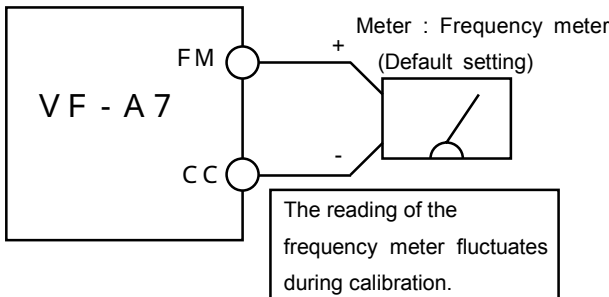 Meter : Frequency meter
(Default setting)
FM
+
VF-A7
-
CC
The reading of the
frequency meter fluctuates
during calibration.